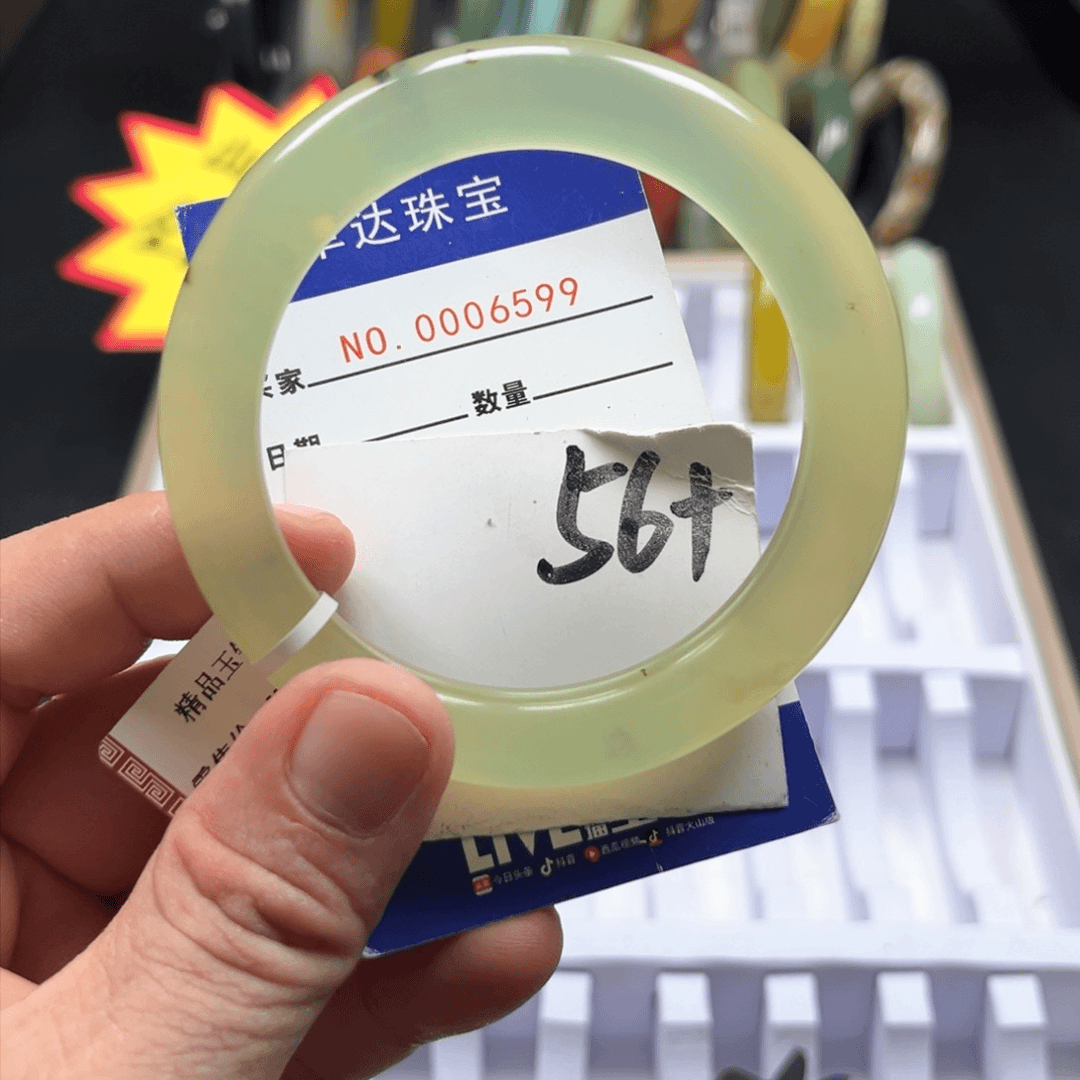 达珠宝
NO. 0006599
家
数量
日期
56+
精品玉
LIVE
今日头条 抖音 西瓜视频 抖音火山版